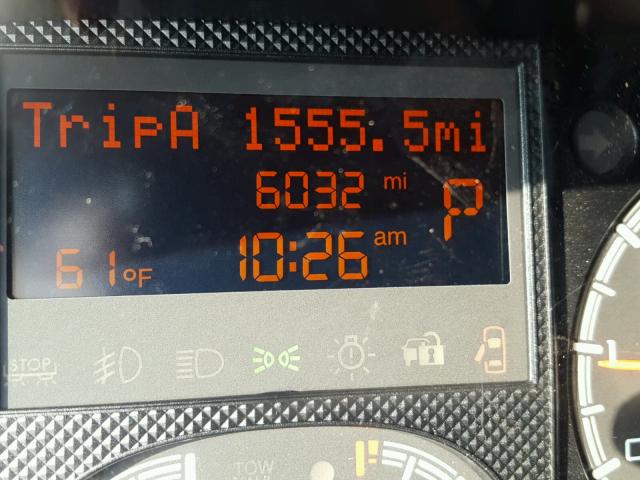 TripA 1555.5mi
6032 mi
P
61°F 10:26 am
STOP
TOW